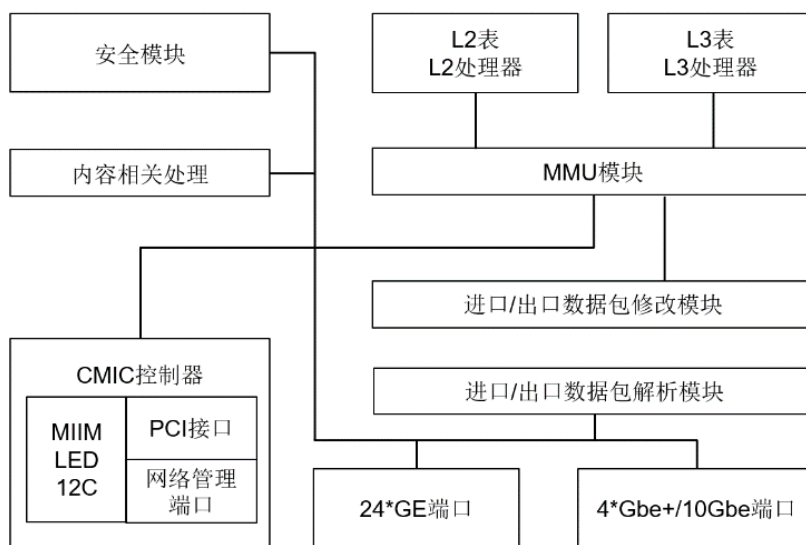 安全模块
L2表
L2处理器
L3表
L3处理器
内容相关处理
MMU模块
进口/出口数据包修改模块
CMIC控制器
进口/出口数据包解析模块
MIIM
LED
12C
PCI接口
网络管理
端口
24*GE端口
4*Gbe+/10Gbe端口